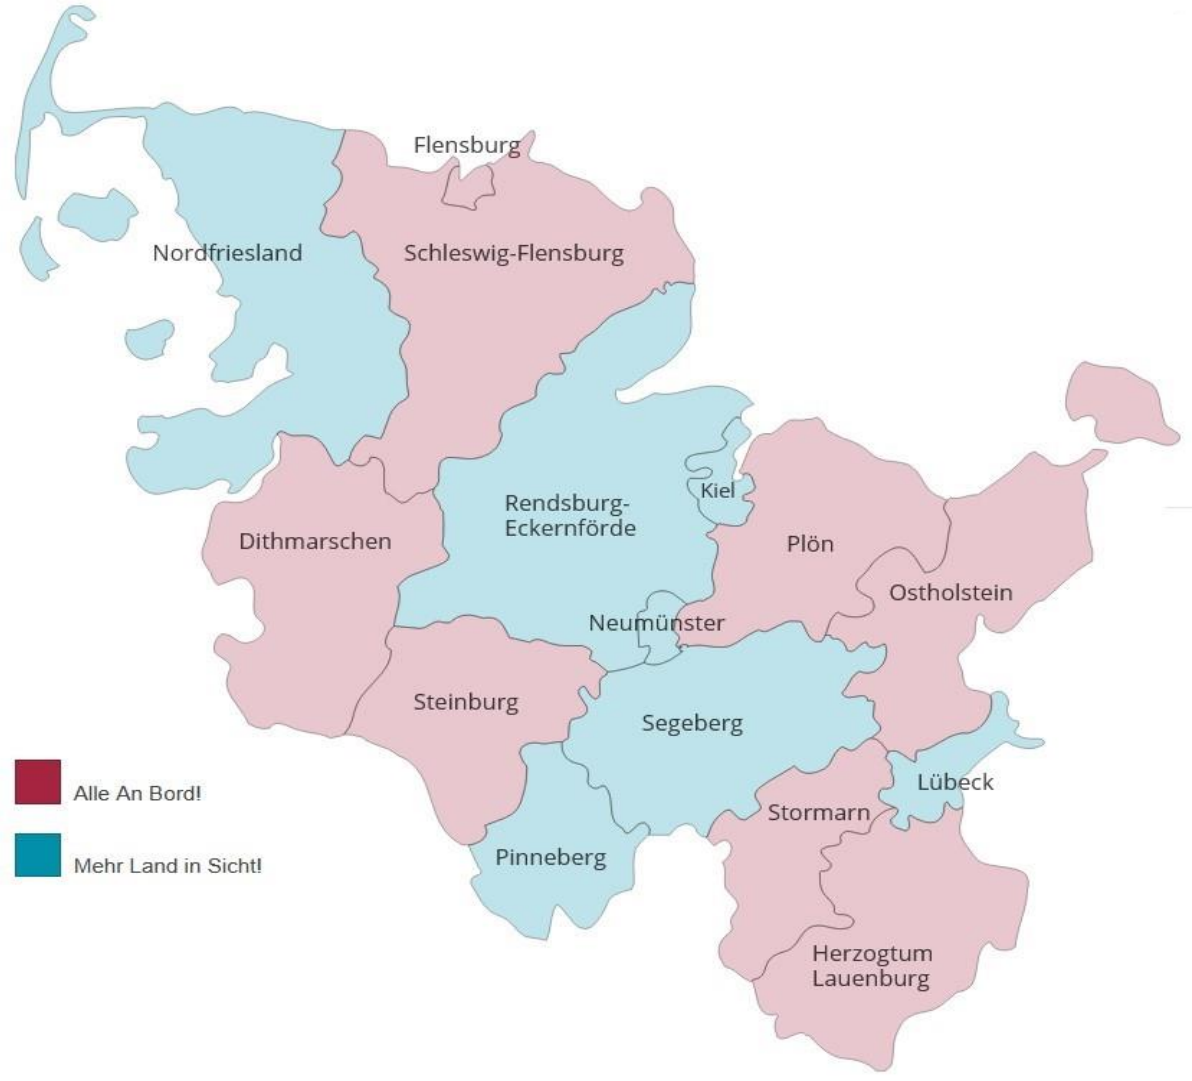 Flensburg
Nordfriesland
Schleswig-Flensburg
Rendsburg-
Eckernförde
Kiel
Dithmarschen
Plön
Ostholstein
Neumünster
Steinburg
Segeberg
Lübeck
Alle An Bord!
Stormarn
Mehr Land in Sicht!
Pinneberg
Herzogtum
Lauenburg